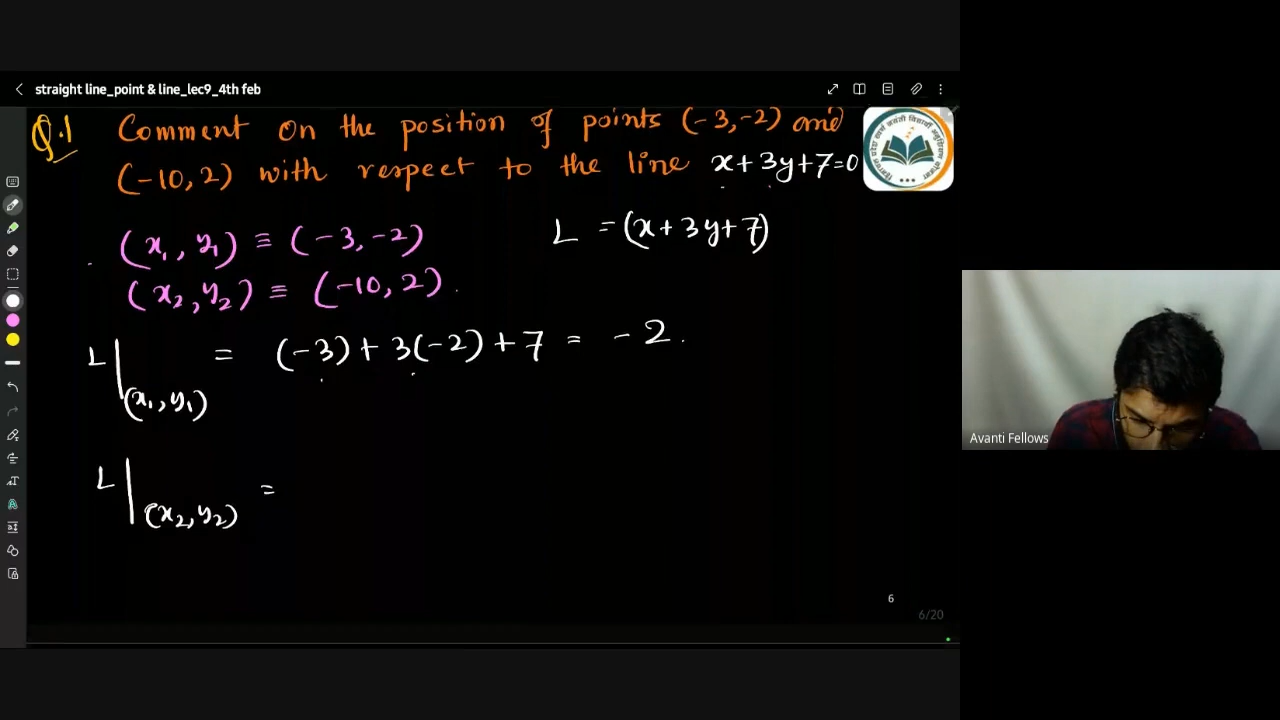 straight line_point & line_lec9_4th feb
Q.1 Comment on the position of points (-3,-2) and
(-10,2) with respect to the line x+3y+7=0
(x₁, y₁) ≡ (-3,-2)
L = (x+3y+7)
(x₂,y₂) ≡ (-10,2).
L|(x₁,y₁) = (-3)+3(-2)+7 = -2.
L|(x₂,y₂) =
6
6/20
Avanti Fellows